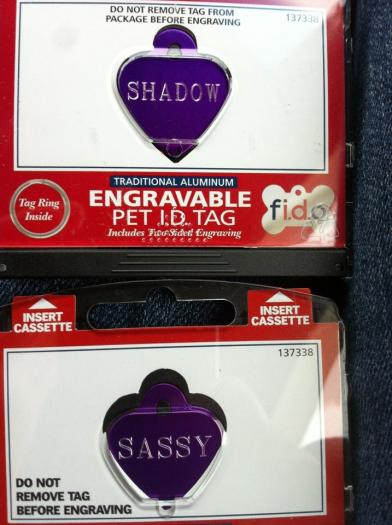 DO NOT REMOVE TAG FROM
PACKAGE BEFORE ENGRAVING
137338
SHADOW
TRADITIONAL ALUMINUM
Tag Ring
Inside
ENGRAVABLE
PET I.D. TAG
Includes Two Sided Engraving
f.i.d.o
INSERT
CASSETTE
INSERT
CASSETTE
137338
SASSY
DO NOT
REMOVE TAG
BEFORE ENGRAVING